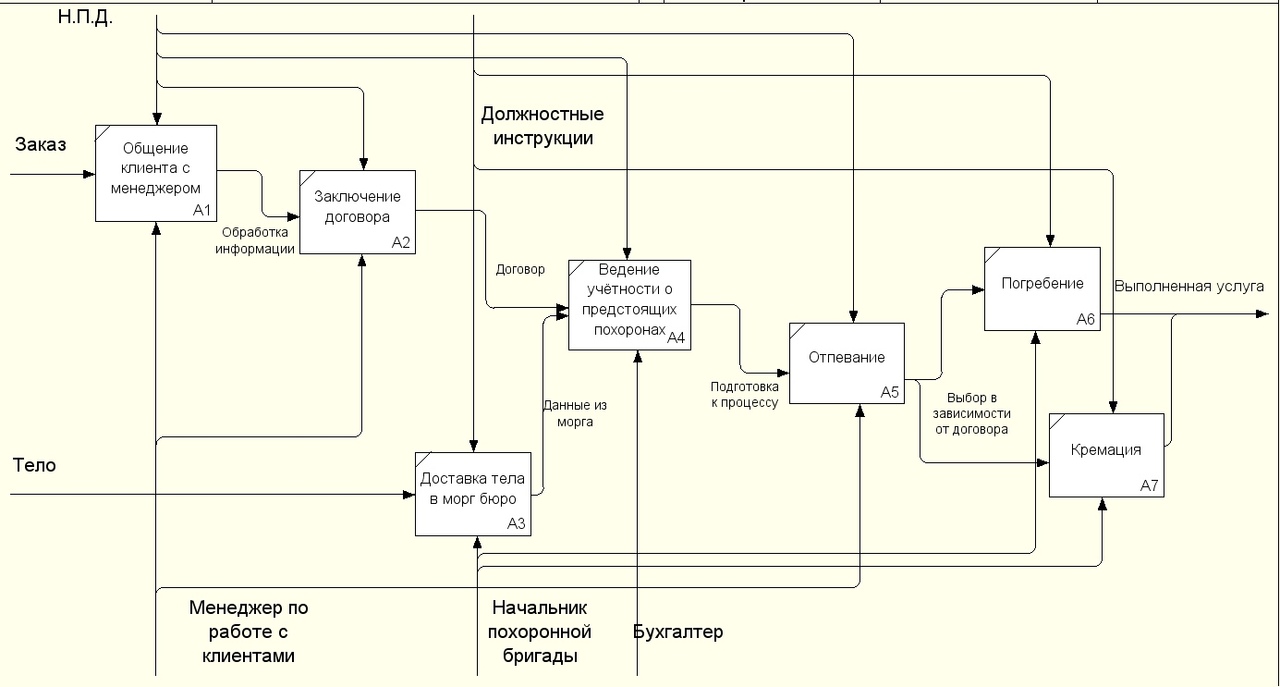 Н.П.Д.
Заказ
Общение
клиента с
менеджером
A1
Обработка
информации
Заключение
договора
A2
Должностные
инструкции
Договор
Ведение
учётности о
предстоящих
похоронах
A4
Подготовка
к процессу
Отпевание
A5
Выбор в
зависимости
от договора
Погребение
A6
Выполненная услуга
Кремация
A7
Данные из
морга
Тело
Доставка тела
в морг бюро
A3
Менеджер по
работе с
клиентами
Начальник
похоронной
бригады
Бухгалтер